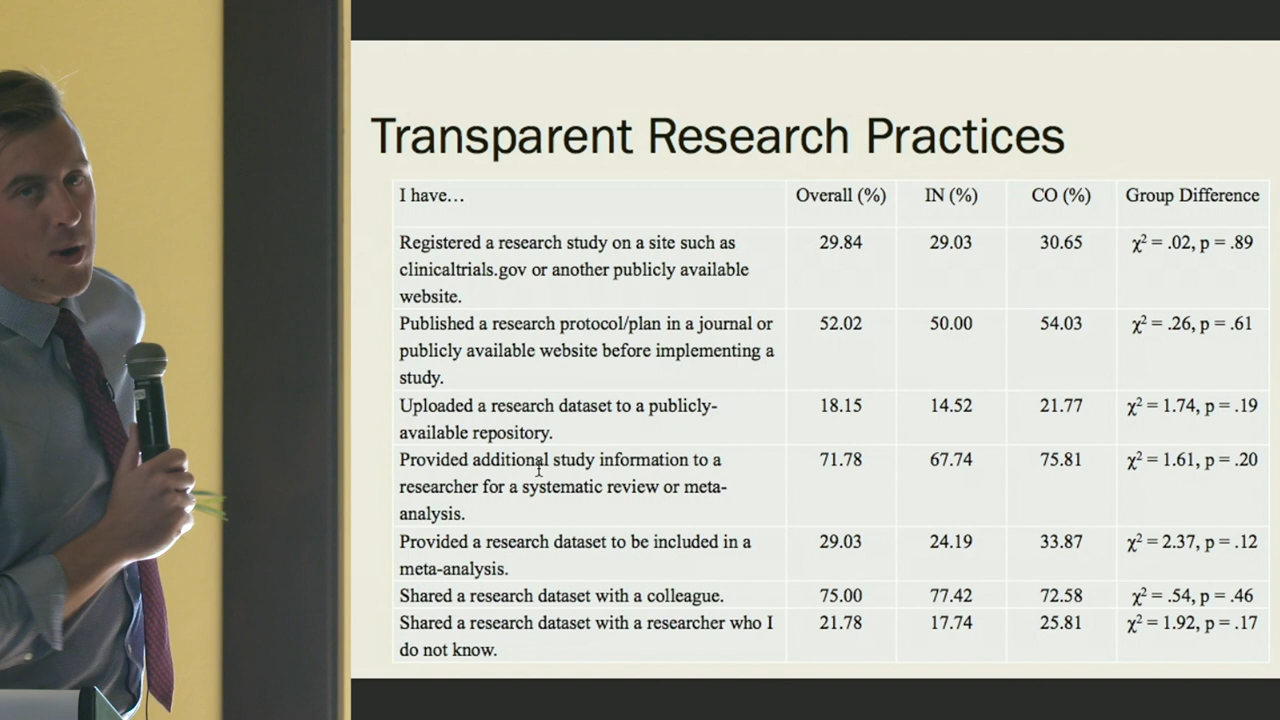 Transparent Research Practices
I have… Overall (%) IN (%) CO (%) Group Difference
Registered a research study on a site such as 29.84 29.03 30.65 χ² = .02, p = .89
clinicaltrials.gov or another publicly available
website.
Published a research protocol/plan in a journal or 52.02 50.00 54.03 χ² = .26, p = .61
publicly available website before implementing a
study.
Uploaded a research dataset to a publicly- 18.15 14.52 21.77 χ² = 1.74, p = .19
available repository.
Provided additional study information to a 71.78 67.74 75.81 χ² = 1.61, p = .20
researcher for a systematic review or meta-
analysis.
Provided a research dataset to be included in a 29.03 24.19 33.87 χ² = 2.37, p = .12
meta-analysis.
Shared a research dataset with a colleague. 75.00 77.42 72.58 χ² = .54, p = .46
Shared a research dataset with a researcher who I 21.78 17.74 25.81 χ² = 1.92, p = .17
do not know.